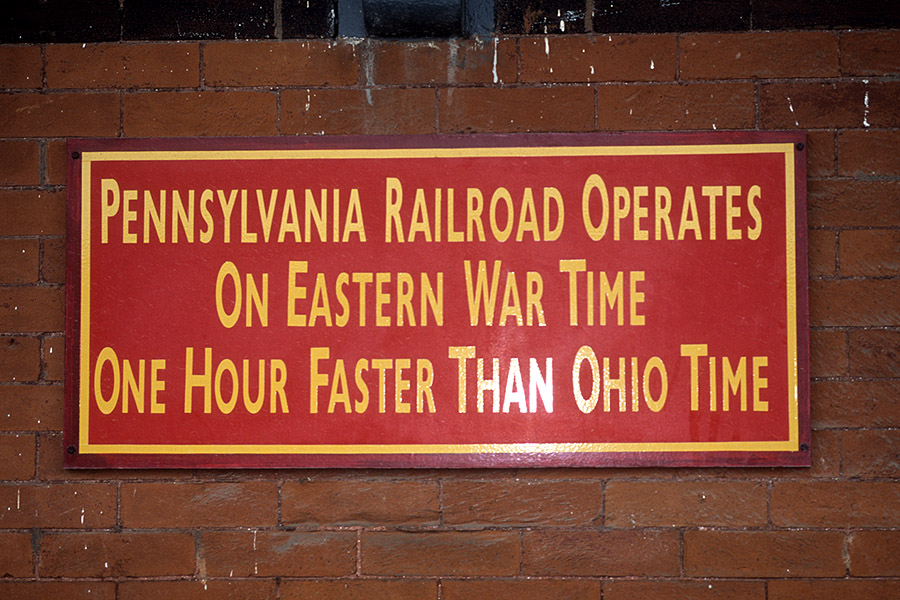 Pennsylvania Railroad Operates
On Eastern War Time
One Hour Faster Than Ohio Time